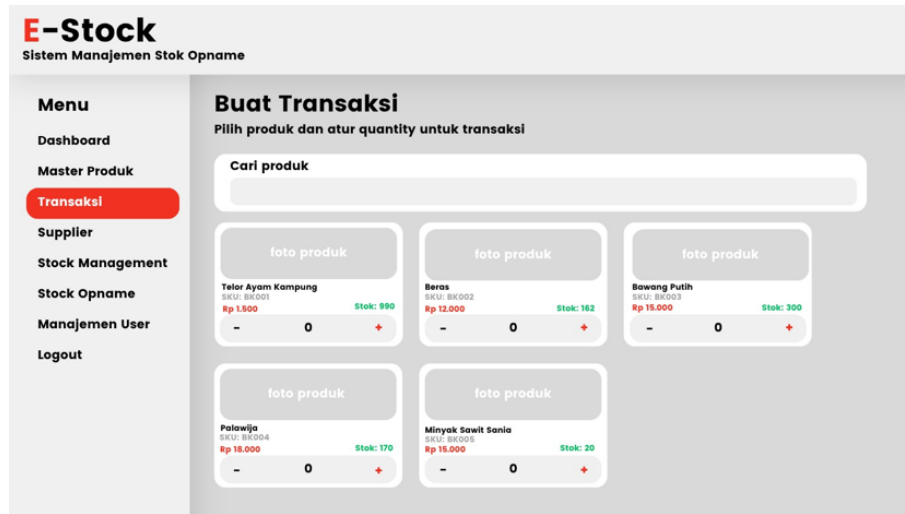 E-Stock
Sistem Manajemen Stok Opname
Menu
Dashboard
Master Produk
Transaksi
Supplier
Stock Management
Stock Opname
Manajemen User
Logout
Buat Transaksi
Pilih produk dan atur quantity untuk transaksi
Cari produk
foto produk
Telor Ayam Kampung
SKU: BK001
Rp 1.500 Stok: 990
- 0 +
foto produk
Beras
SKU: BK002
Rp 12.000 Stok: 162
- 0 +
foto produk
Bawang Putih
SKU: BK003
Rp 15.000 Stok: 300
- 0 +
foto produk
Palawija
SKU: BK004
Rp 18.000 Stok: 170
- 0 +
foto produk
Minyak Sawit Sania
SKU: BK005
Rp 15.000 Stok: 20
- 0 +